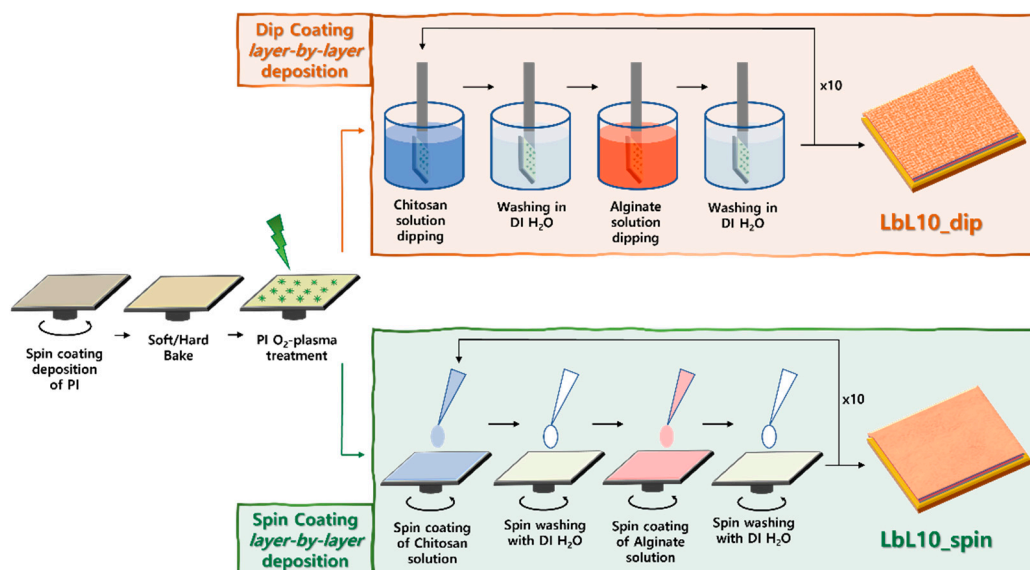 Dip Coating
layer-by-layer
deposition
x10
Chitosan
solution
dipping
Washing in
DI H₂O
Alginate
solution
dipping
Washing in
DI H₂O
LbL10_dip
Spin coating
deposition
of PI
Soft/Hard
Bake
PI O₂-plasma
treatment
x10
Spin coating
of Chitosan
solution
Spin washing
with DI H₂O
Spin coating
of Alginate
solution
Spin washing
with DI H₂O
LbL10_spin
Spin Coating
layer-by-layer
deposition